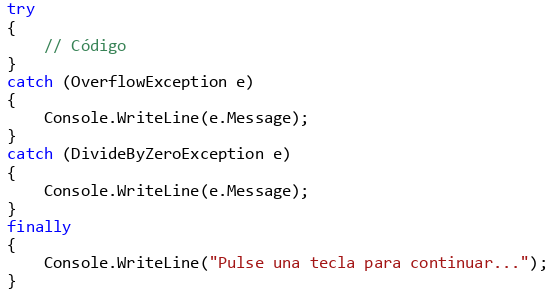 try
{
    // Código
}
catch (OverflowException e)
{
    Console.WriteLine(e.Message);
}
catch (DivideByZeroException e)
{
    Console.WriteLine(e.Message);
}
finally
{
    Console.WriteLine("Pulse una tecla para continuar...");
}